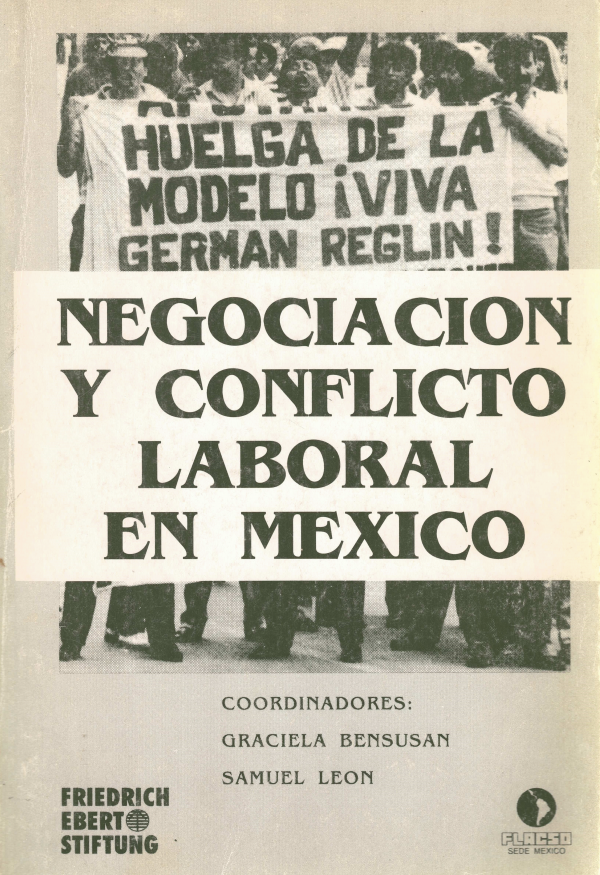 HUELGA DE LA
MODELO ¡VIVA
GERMAN REGLIN!
NEGOCIACION
Y CONFLICTO
LABORAL
EN MEXICO
COORDINADORES:
GRACIELA BENSUSAN
SAMUEL LEON
FRIEDRICH
EBERT
STIFTUNG
FLACSO
SEDE MEXICO